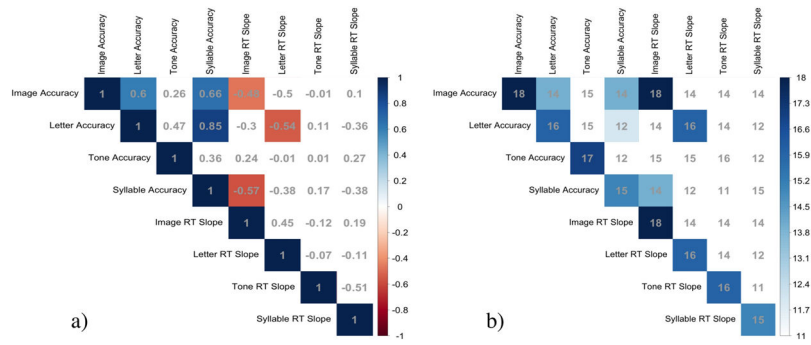 Image Accuracy
Letter Accuracy
Tone Accuracy
Syllable Accuracy
Image RT Slope
Letter RT Slope
Tone RT Slope
Syllable RT Slope
Image Accuracy 1 0.6 0.26 0.66 -0.5 -0.01 0.1
Letter Accuracy 1 0.47 0.85 -0.3 -0.54 0.11 -0.36
Tone Accuracy 1 0.36 0.24 -0.01 0.01 0.27
Syllable Accuracy 1 -0.57 -0.38 0.17 -0.38
Image RT Slope 1 0.45 -0.12 0.19
Letter RT Slope 1 -0.07 -0.11
Tone RT Slope 1 -0.51
Syllable RT Slope 1
1
0.8
0.6
0.4
0.2
0
-0.2
-0.4
-0.6
-0.8
-1
a)
Image Accuracy
Letter Accuracy
Tone Accuracy
Syllable Accuracy
Image RT Slope
Letter RT Slope
Tone RT Slope
Syllable RT Slope
Image Accuracy 18 14 15 14 18 14 14 14
Letter Accuracy 16 15 12 14 16 14 12
Tone Accuracy 17 12 15 15 16 12
Syllable Accuracy 15 14 12 11 15
Image RT Slope 18 14 14 14
Letter RT Slope 16 14 12
Tone RT Slope 16 11
Syllable RT Slope 15
18
17.3
16.6
15.9
15.2
14.5
13.8
13.1
12.4
11.7
11
b)